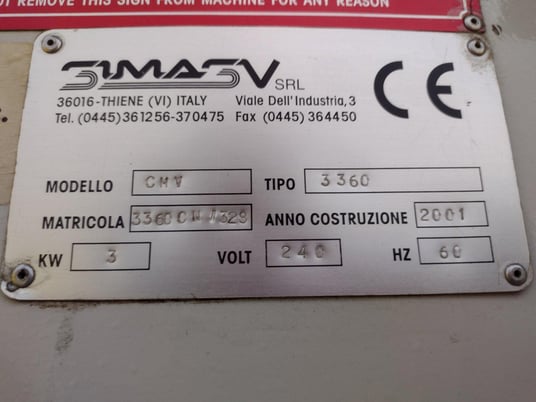 OT REMOVE THIS SIGN FROM MACHINE FOR ANY REASON
SIMASV SRL
36016-THIENE (VI) ITALY Viale Dell'Industria, 3
Tel. (0445) 361256-370475 Fax (0445) 364450
CE
MODELLO CMV TIPO 3360
MATRICOLA 3360CMV329 ANNO COSTRUZIONE 2001
KW 3 VOLT 240 HZ 60